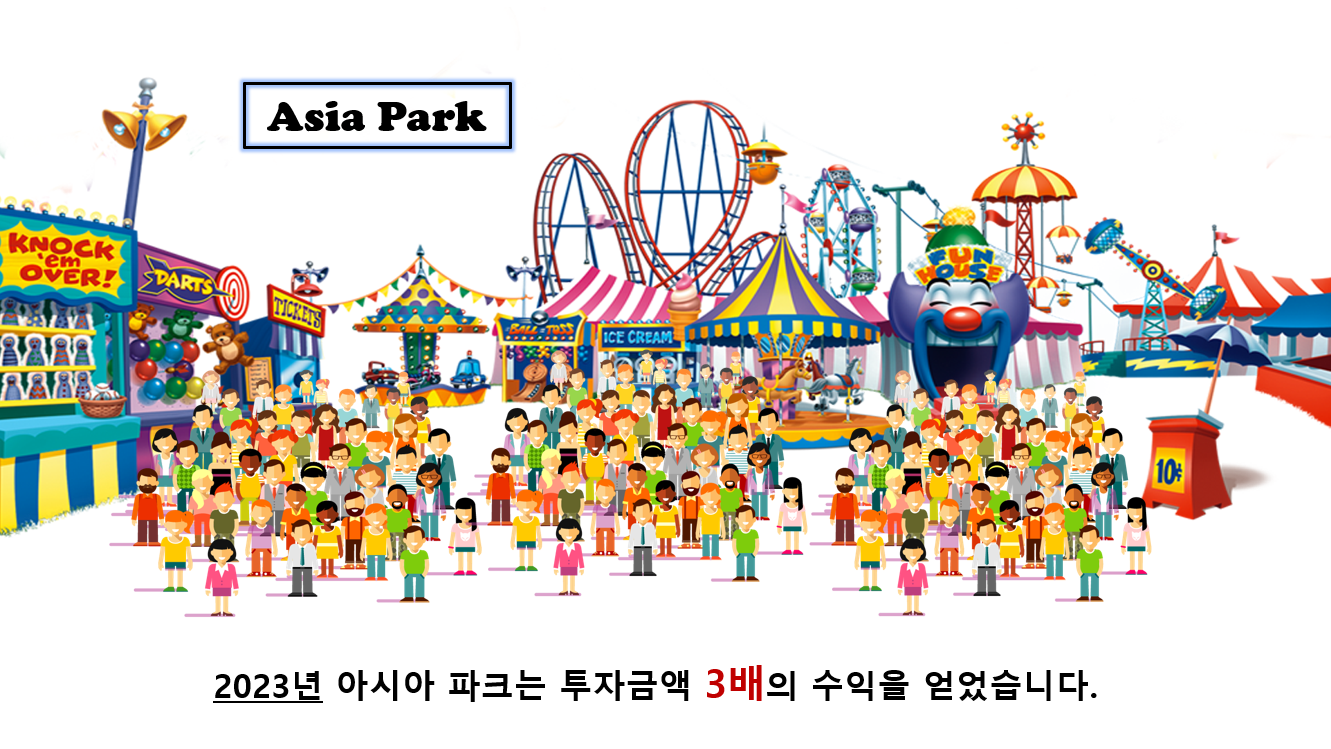 Asia Park
KNOCK
'em
OVER!
DARTS
TICKETS
BALL TOSS
ICE CREAM
FUN
HOUSE
10¢
2023년 아시아 파크는 투자금액 3배의 수익을 얻었습니다.